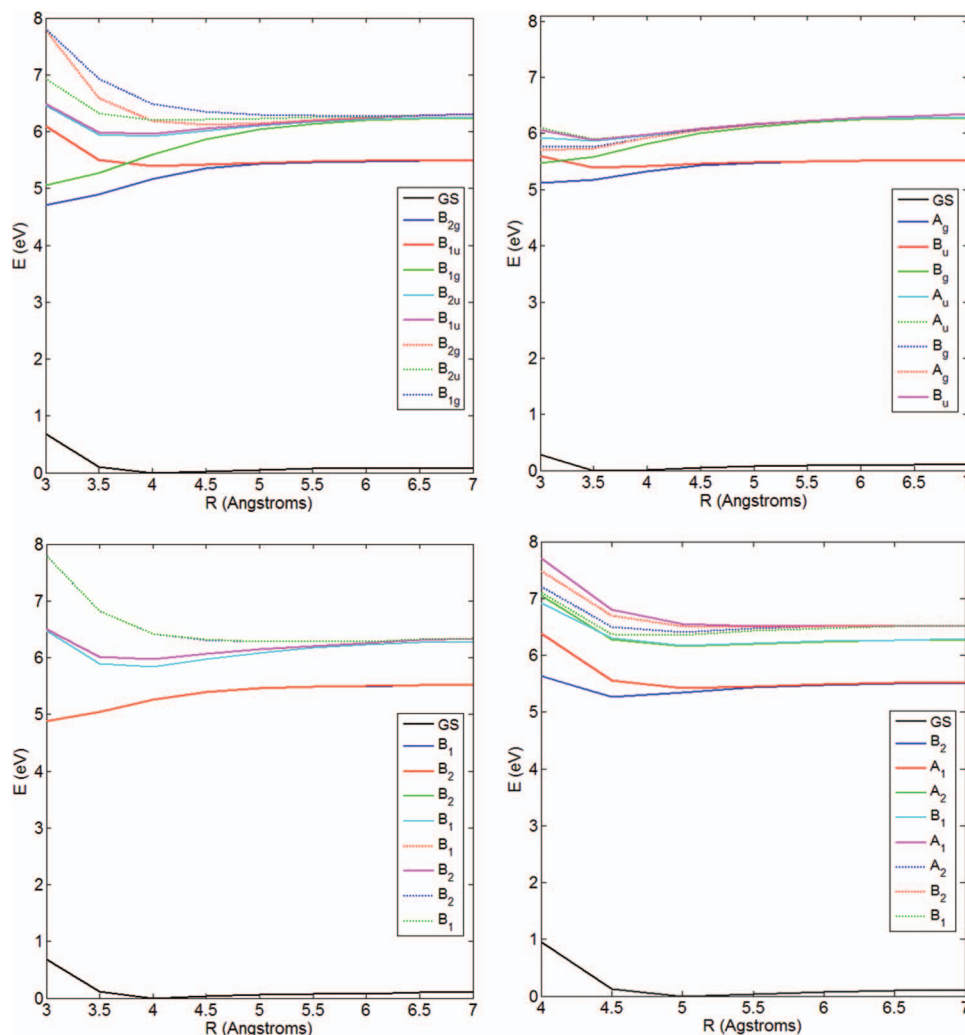 8
7
6
5
4
3
2
1
0
E (eV)
3 3.5 4 4.5 5 5.5 6 6.5 7
R (Angstroms)
GS
B2g
B1u
B1g
B2u
B1u
B2g
B2u
B1g
8
7
6
5
4
3
2
1
0
E (eV)
3 3.5 4 4.5 5 5.5 6 6.5 7
R (Angstroms)
GS
Ag
Bu
Bg
Au
Au
Bg
Ag
Bu
8
7
6
5
4
3
2
1
0
E (eV)
3 3.5 4 4.5 5 5.5 6 6.5 7
R (Angstroms)
GS
B1
B2
B2
B1
B1
B2
B2
B1
8
7
6
5
4
3
2
1
0
E (eV)
4 4.5 5 5.5 6 6.5 7
R (Angstroms)
GS
B2
A1
A2
B1
A1
A2
B2
B1